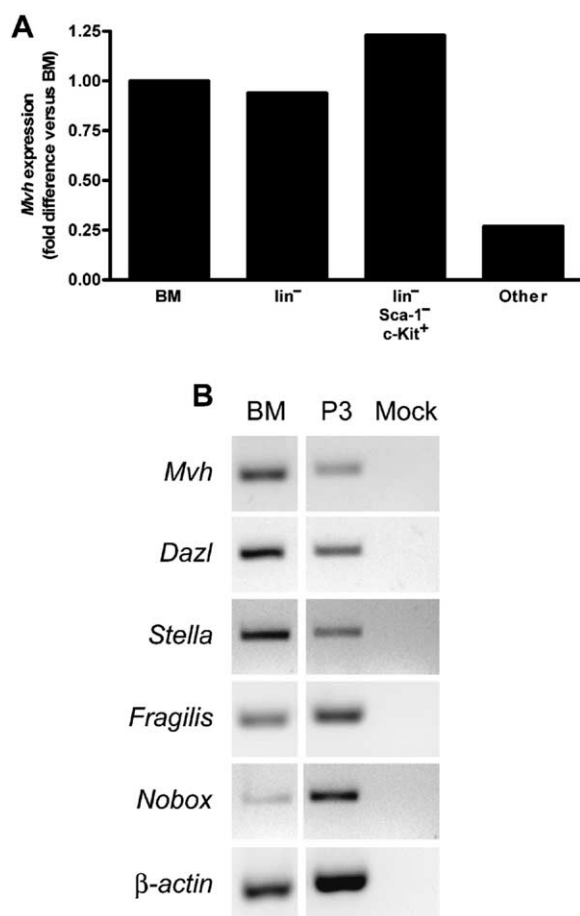 A
Mvh expression
(fold difference versus BM)
1.25
1.00
0.75
0.50
0.25
0.00
BM
lin⁻
lin⁻
Sca-1⁻
c-Kit⁺
Other
B
BM P3 Mock
Mvh
Dazl
Stella
Fragilis
Nobox
β-actin